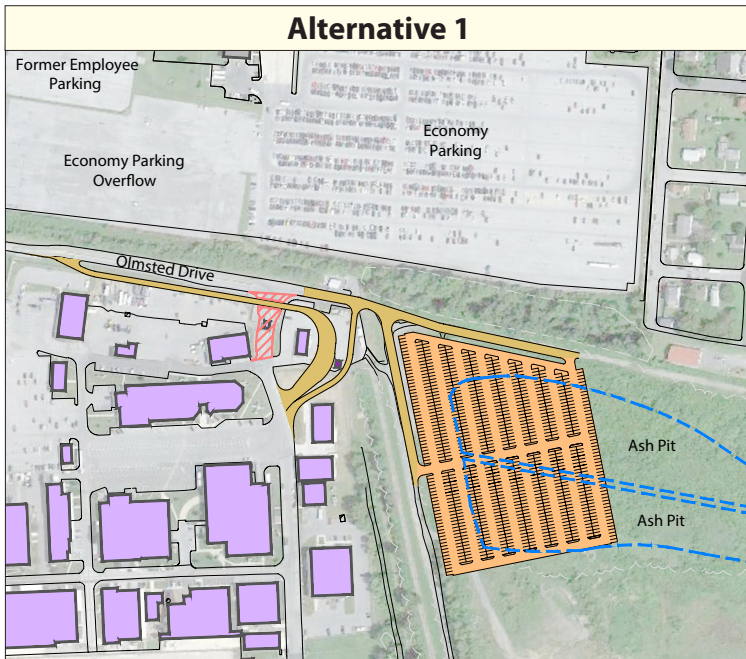 Alternative 1
Former Employee
Parking
Economy
Parking
Economy Parking
Overflow
Olmsted Drive
Ash Pit
Ash Pit